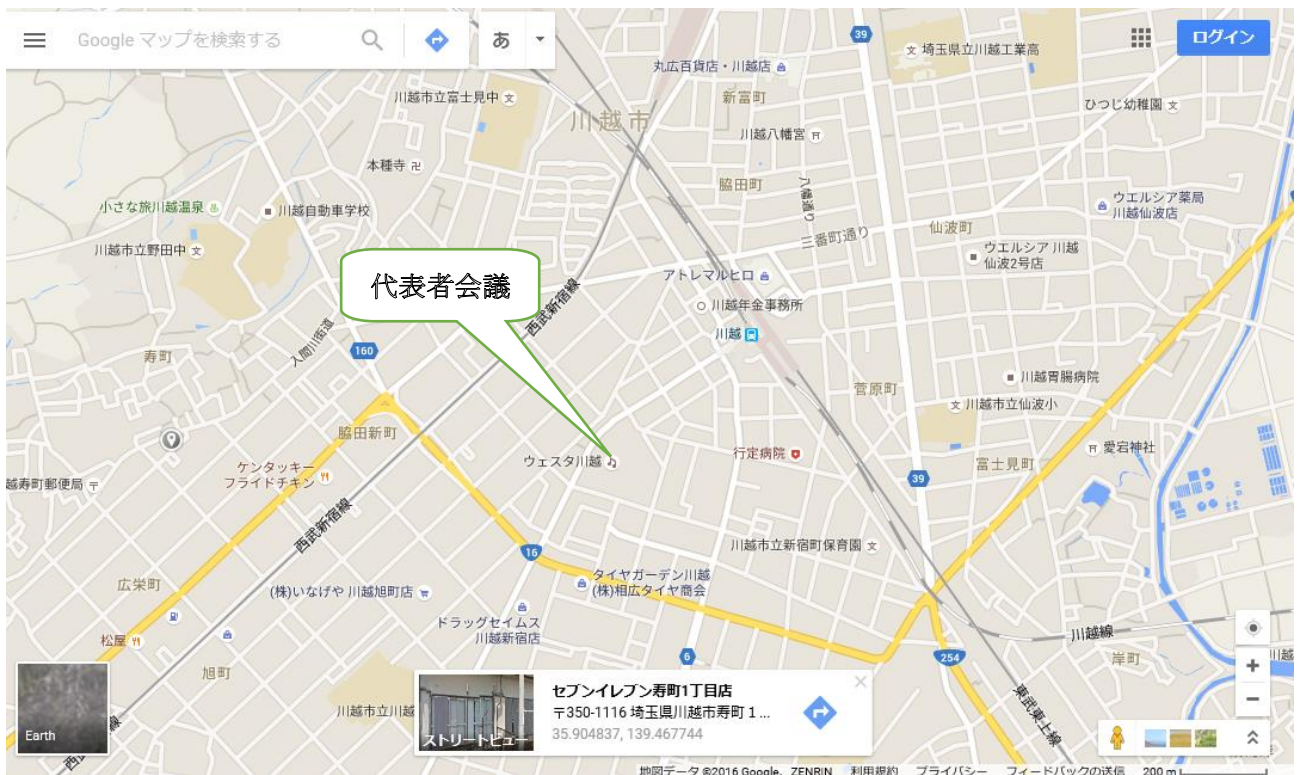 Google マップを検索する
あ
ログイン
39
埼玉県立川越工業高
丸広百貨店・川越店
川越市立富士見中
新富町
ひつじ幼稚園
川越市
川越八幡宮
本種寺
脇田町
八幡通り
ウエルシア薬局
川越仙波店
小さな旅川越温泉
川越自動車学校
仙波町
三番町通り
川越市立野田中
ウエルシア 川越
仙波2号店
アトレマルヒロ
代表者会議
西武新宿線
川越年金事務所
入間川街道
川越
寿町
160
川越胃腸病院
菅原町
川越市立仙波小
脇田新町
愛宕神社
ウェスタ川越
行定病院
富士見町
ケンタッキー
フライドチキン
39
越寿町郵便局
西武新宿線
16
川越市立新宿町保育園
広栄町
タイヤガーデン川越
(株)相広タイヤ商会
(株)いなげや 川越旭町店
ドラッグセイムス
川越新宿店
川越線
松屋
6
254
岸町
川越
旭町
セブンイレブン寿町1丁目店
〒350-1116 埼玉県川越市寿町 1 ...
35.904837, 139.467744
川越市立川越
ストリートビュー
東武東上線
Earth
地図データ ©2016 Google、ZENRIN 利用規約 プライバシー フィードバックの送信 200 m